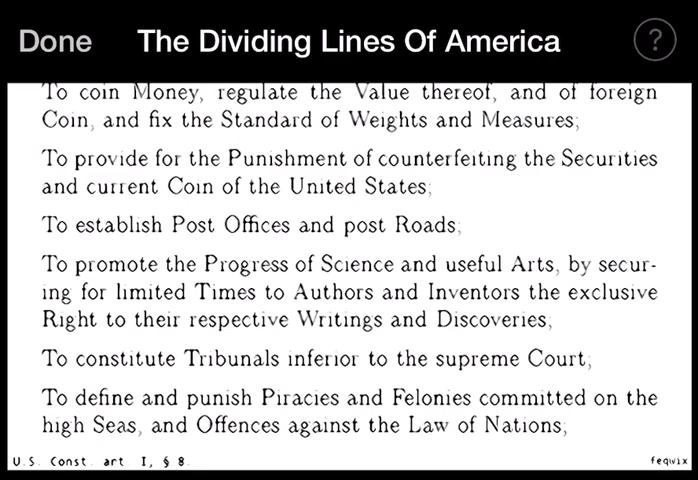 Done The Dividing Lines Of America ?
To coin Money, regulate the Value thereof, and of foreign
Coin, and fix the Standard of Weights and Measures;
To provide for the Punishment of counterfeiting the Securities
and current Coin of the United States;
To establish Post Offices and post Roads;
To promote the Progress of Science and useful Arts, by secur-
ing for limited Times to Authors and Inventors the exclusive
Right to their respective Writings and Discoveries;
To constitute Tribunals inferior to the supreme Court;
To define and punish Piracies and Felonies committed on the
high Seas, and Offences against the Law of Nations;
U.S. Const. art. I, § 8. feqwix